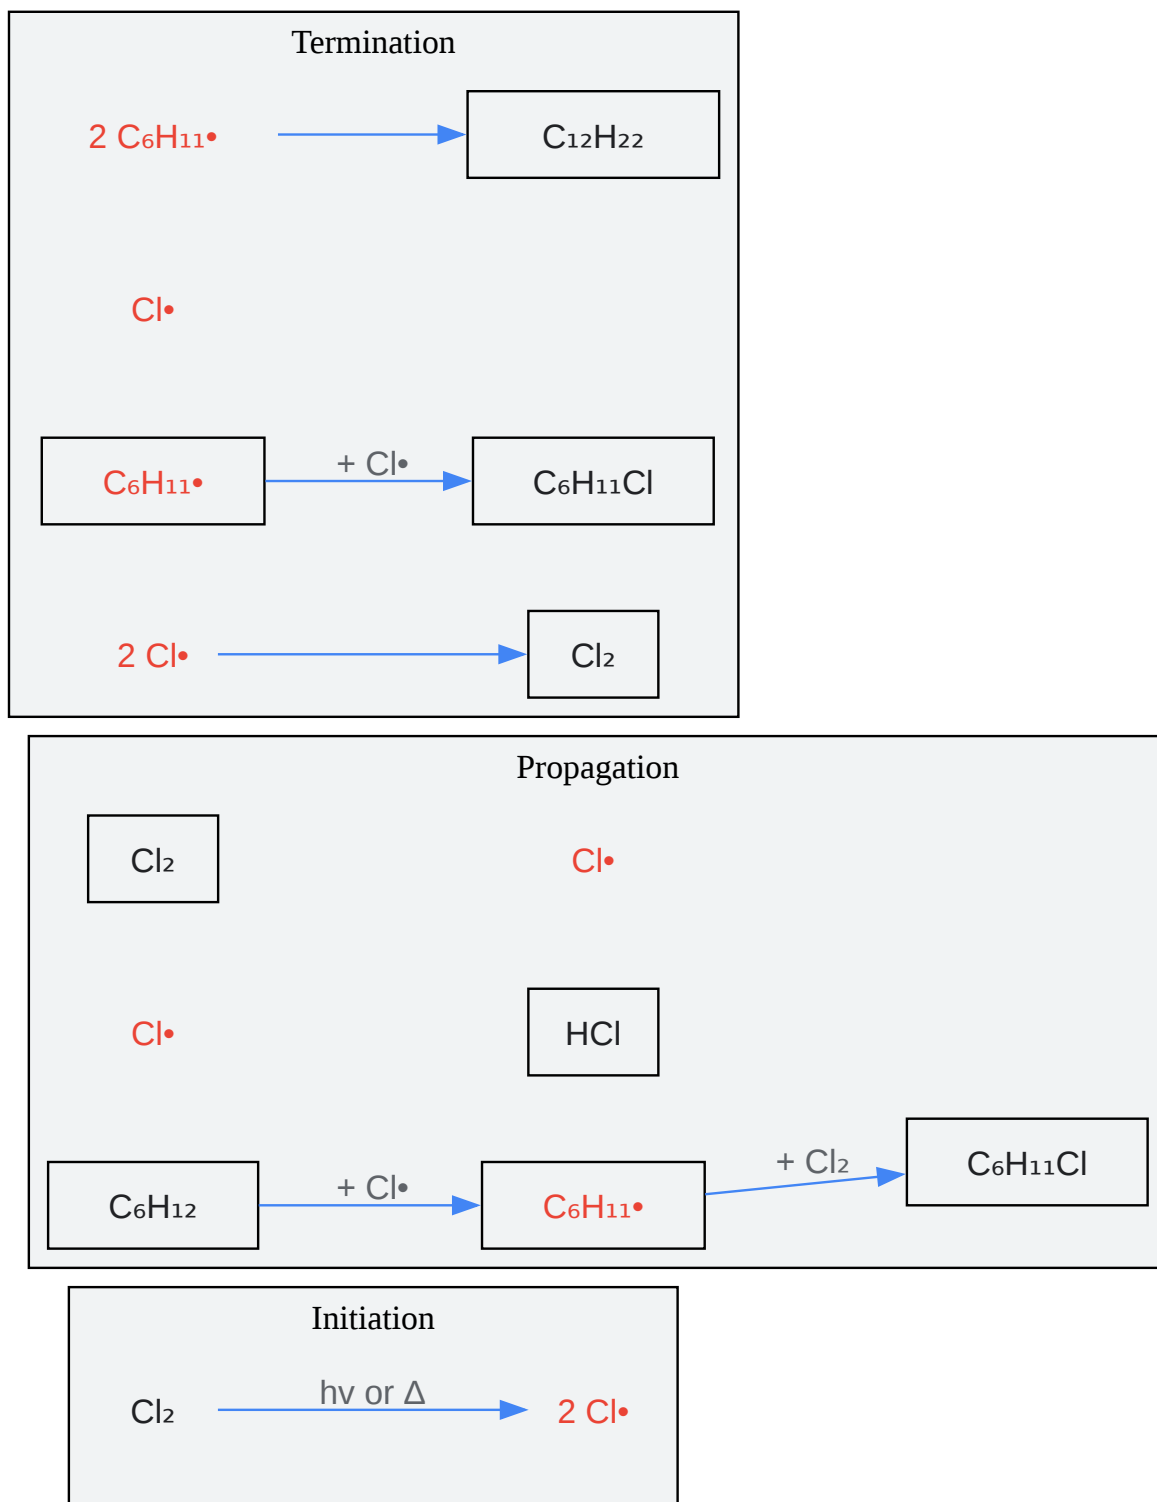 Termination
2 C₆H₁₁•
C₁₂H₂₂
Cl•
C₆H₁₁•
+ Cl•
C₆H₁₁Cl
2 Cl•
Cl₂
Propagation
Cl₂
Cl•
Cl•
HCl
C₆H₁₂
+ Cl•
C₆H₁₁•
+ Cl₂
C₆H₁₁Cl
Initiation
Cl₂
hv or Δ
2 Cl•